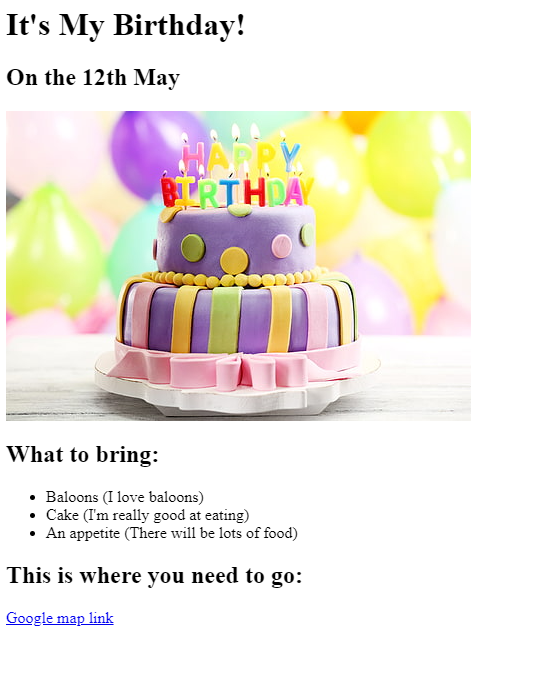 It's My Birthday!
On the 12th May
HAPPY
BIRTHDAY
What to bring:
Baloons (I love baloons)
Cake (I'm really good at eating)
An appetite (There will be lots of food)
This is where you need to go:
Google map link